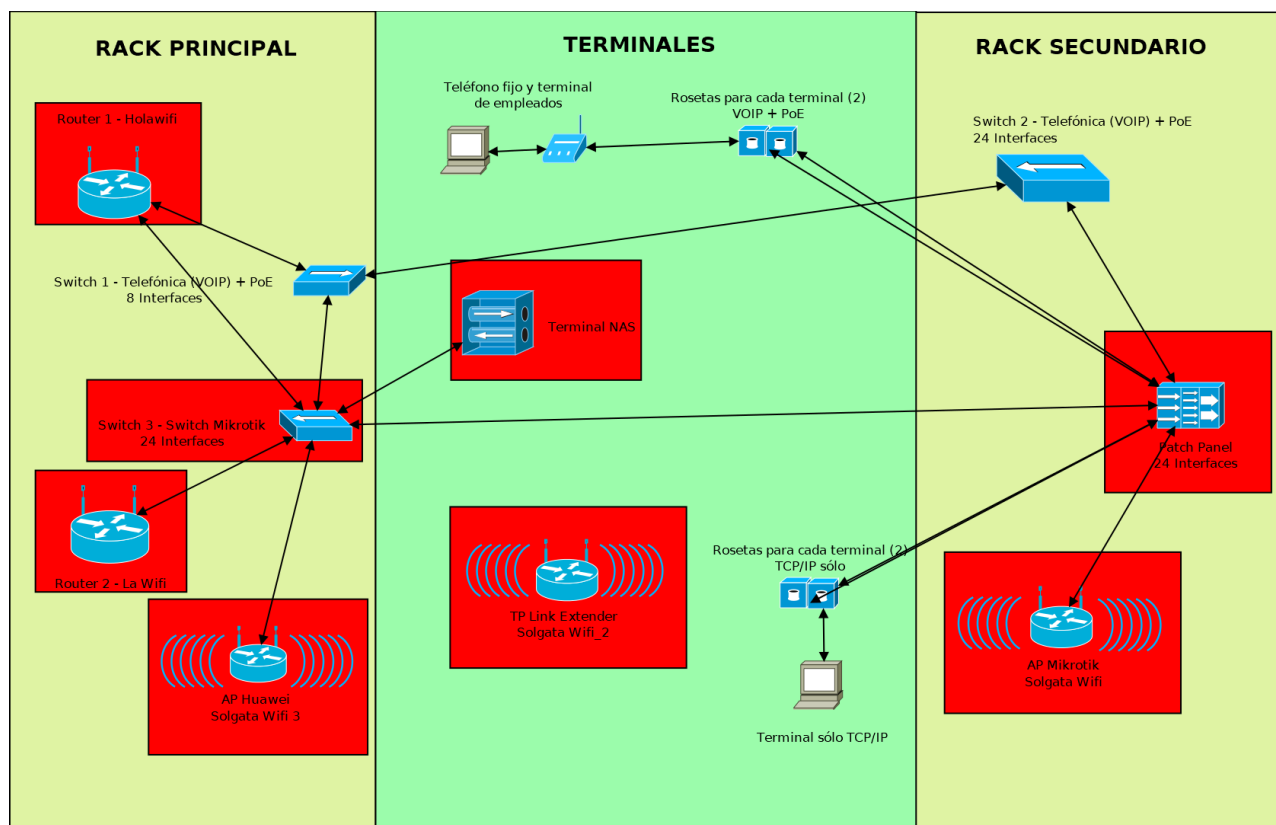 RACK PRINCIPAL
TERMINALES
RACK SECUNDARIO
Router 1 - Holawifi
Teléfono fijo y terminal
de empleados
Rosetas para cada terminal (2)
VOIP + PoE
Switch 2 - Telefónica (VOIP) + PoE
24 Interfaces
Switch 1 - Telefónica (VOIP) + PoE
8 Interfaces
Terminal NAS
Switch 3 - Switch Mikrotik
24 Interfaces
Patch Panel
24 Interfaces
Router 2 - La Wifi
TP Link Extender
Solgata Wifi_2
Rosetas para cada terminal (2)
TCP/IP sólo
AP Huawei
Solgata Wifi 3
AP Mikrotik
Solgata Wifi
Terminal sólo TCP/IP